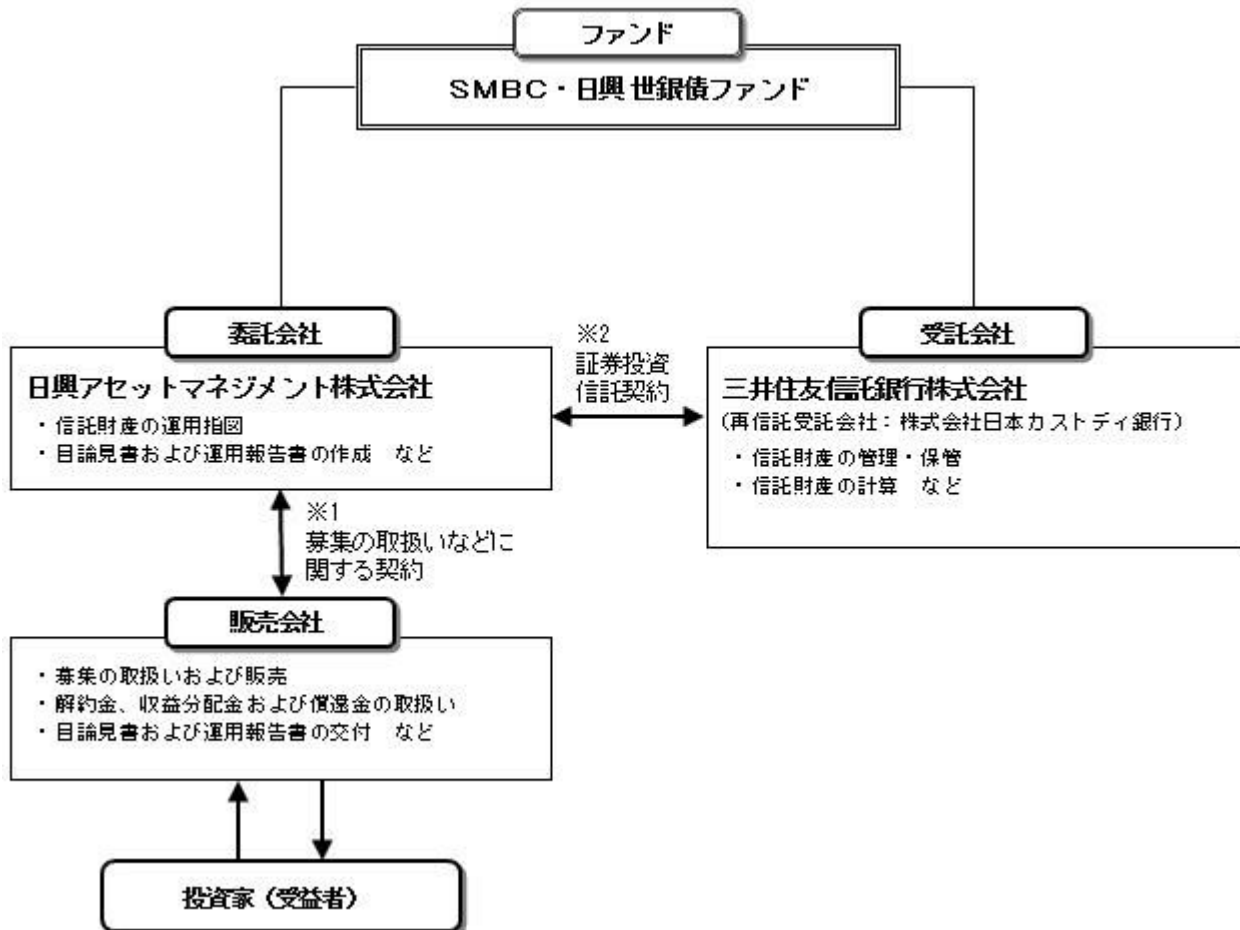 ファンド
SMBC・日興世銀債ファンド
委託会社
日興アセットマネジメント株式会社
・信託財産の運用指図
・目論見書および運用報告書の作成　など
※2
証券投資
信託契約
受託会社
三井住友信託銀行株式会社
(再信託受託会社：株式会社日本カストディ銀行)
・信託財産の管理・保管
・信託財産の計算　など
※1
募集の取扱いなどに
関する契約
販売会社
・募集の取扱いおよび販売
・解約金、収益分配金および償還金の取扱い
・目論見書および運用報告書の交付　など
投資家（受益者）